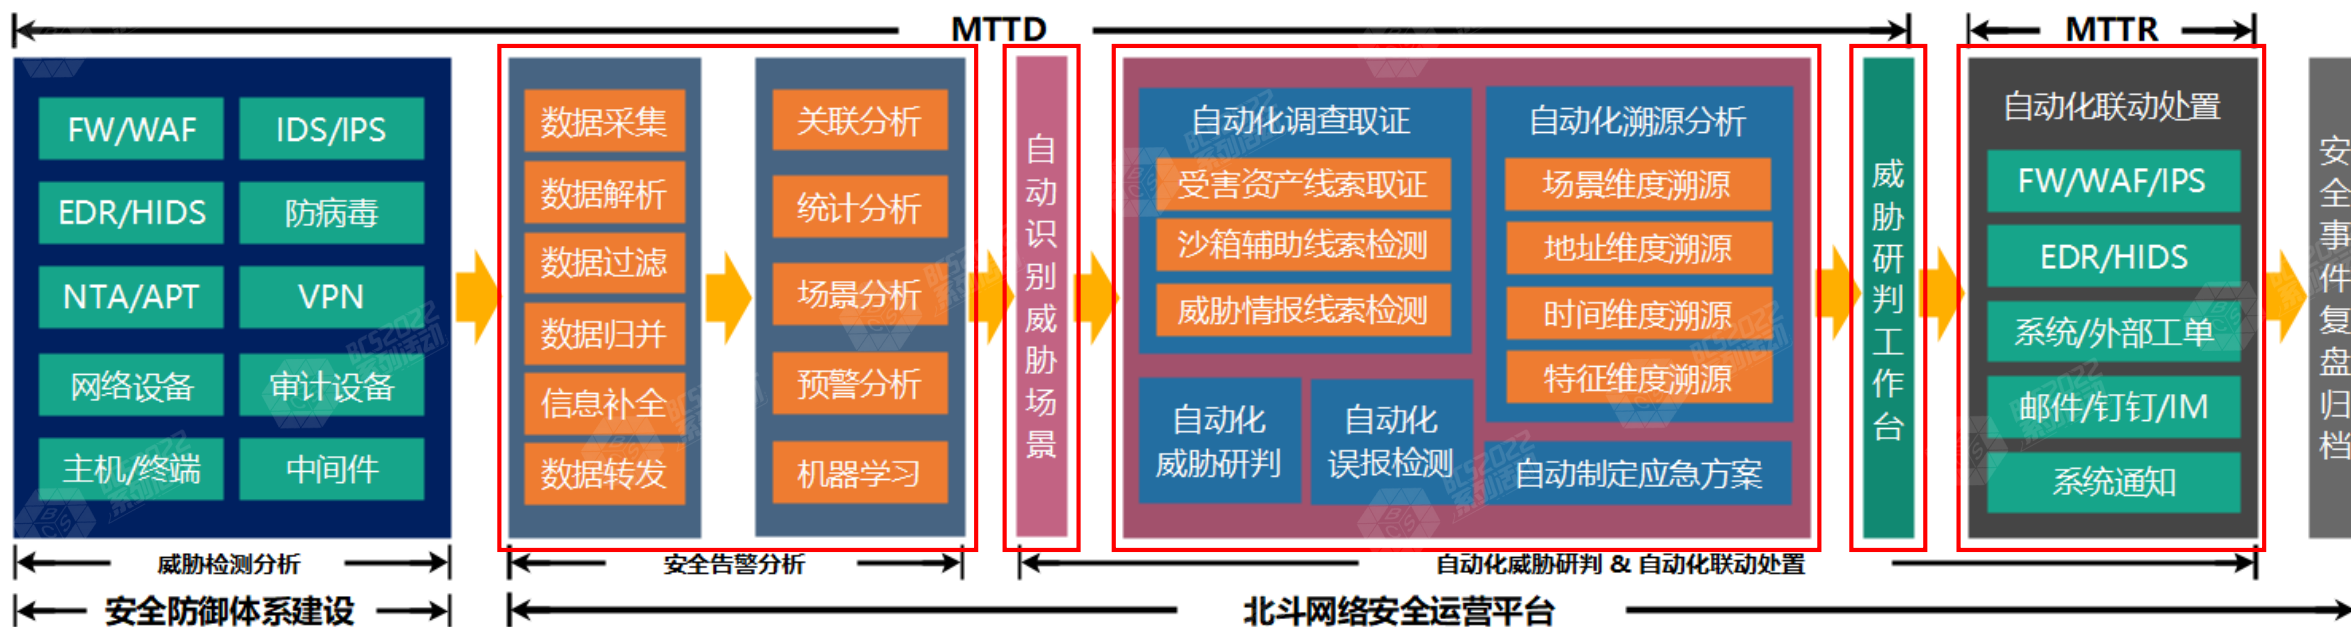 MTTD
MTTR
FW/WAF
IDS/IPS
EDR/HIDS
防病毒
NTA/APT
VPN
网络设备
审计设备
主机/终端
中间件
数据采集
数据解析
数据过滤
数据归并
信息补全
数据转发
关联分析
统计分析
场景分析
预警分析
机器学习
自动识别威胁场景
自动化调查取证
受害资产线索取证
沙箱辅助线索检测
威胁情报线索检测
自动化
威胁研判
自动化
误报检测
自动化溯源分析
场景维度溯源
地址维度溯源
时间维度溯源
特征维度溯源
自动制定应急方案
威胁研判工作台
自动化联动处置
FW/WAF/IPS
EDR/HIDS
系统/外部工单
邮件/钉钉/IM
系统通知
安全事件复盘归档
威胁检测分析
安全告警分析
自动化威胁研判 & 自动化联动处置
安全防御体系建设
北斗网络安全运营平台
BCS2022
系列活动